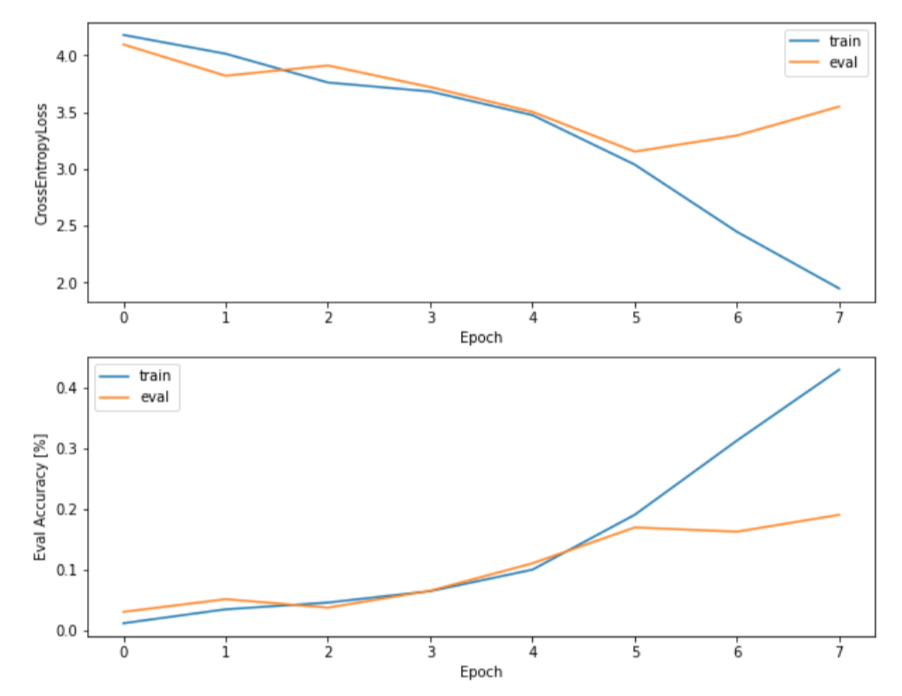 4.0
3.5
3.0
2.5
2.0
CrossEntropyLoss
train
eval
0 1 2 3 4 5 6 7
Epoch
0.4
0.3
0.2
0.1
0.0
Eval Accuracy [%]
train
eval
0 1 2 3 4 5 6 7
Epoch